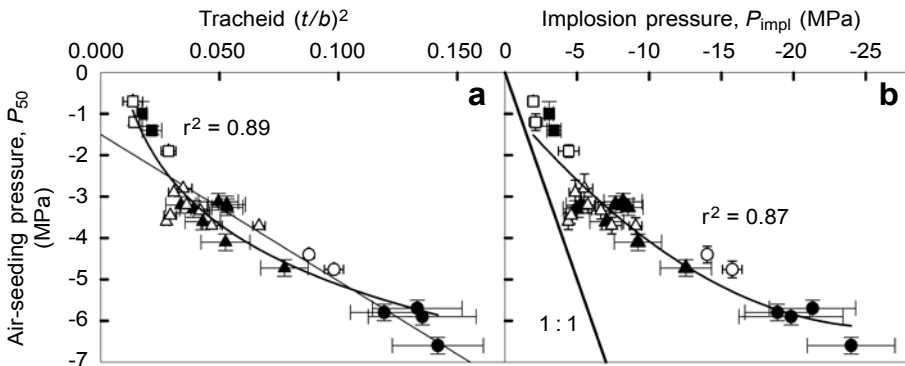 Tracheid (t/b)²
Implosion pressure, P_impl (MPa)
0.000 0.050 0.100 0.150
0 -5 -10 -15 -20 -25
Air-seeding pressure, P₅₀
(MPa)
0
-1
-2
-3
-4
-5
-6
-7
a
r² = 0.89
b
r² = 0.87
1 : 1